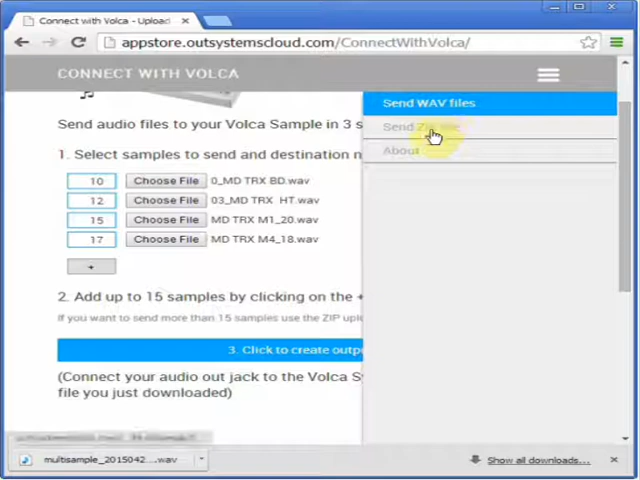 Connect with Volca - Upload
appstore.outsystemscloud.com/ConnectWithVolca/
CONNECT WITH VOLCA
Send WAV files
Send Zip file
About
Send audio files to your Volca Sample in 3 s
1. Select samples to send and destination n
10 Choose File 0_MD TRX BD.wav
12 Choose File 03_MD TRX HT.wav
15 Choose File MD TRX M1_20.wav
17 Choose File MD TRX M4_18.wav
+
2. Add up to 15 samples by clicking on the +
If you want to send more than 15 samples use the ZIP uplo
3. Click to create outpu
(Connect your audio out jack to the Volca Sy
file you just downloaded)
multisample_2015042....wav
Show all downloads...